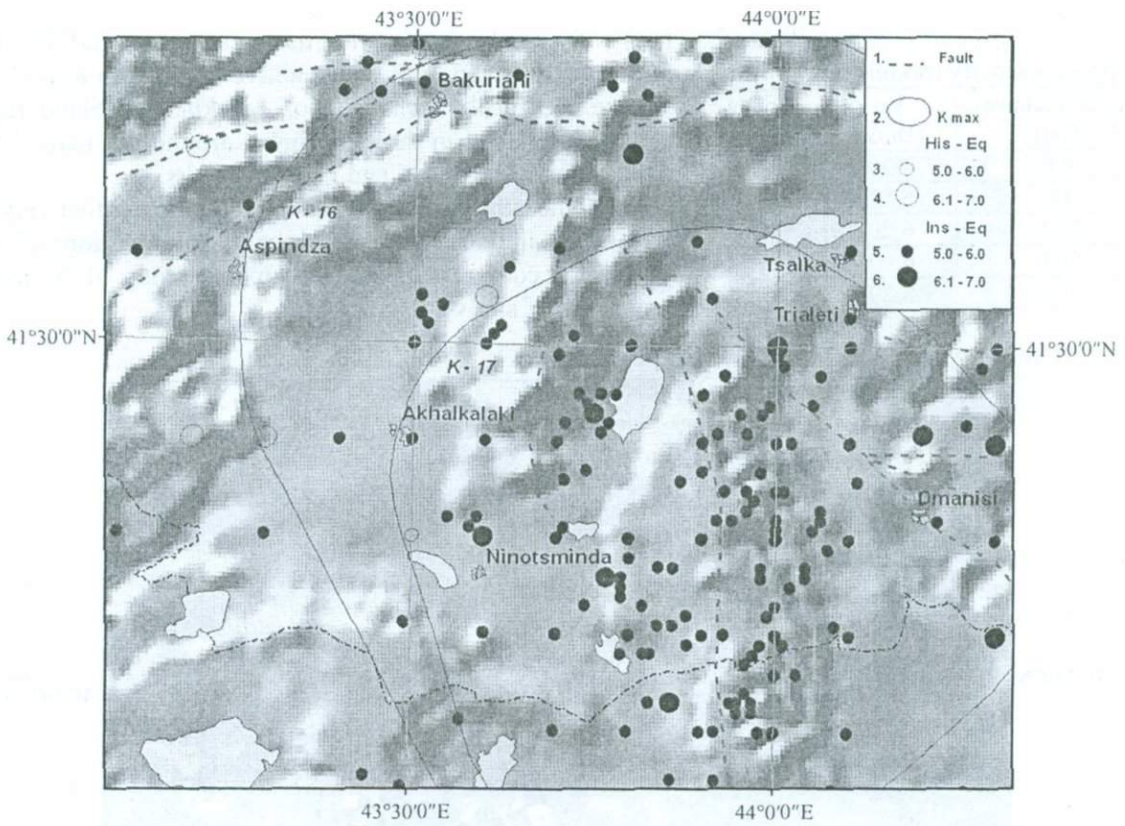 43°30'0"E 44°0'0"E
1. Fault
2. K max
His - Eq
3. 5.0 - 6.0
4. 6.1 - 7.0
Ins - Eq
5. 5.0 - 6.0
6. 6.1 - 7.0
Bakuriani
K - 16
Aspindza
Tsalka
Trialeti
41°30'0"N 41°30'0"N
K - 17
Akhalkalaki
Dmanisi
Ninotsminda
43°30'0"E 44°0'0"E